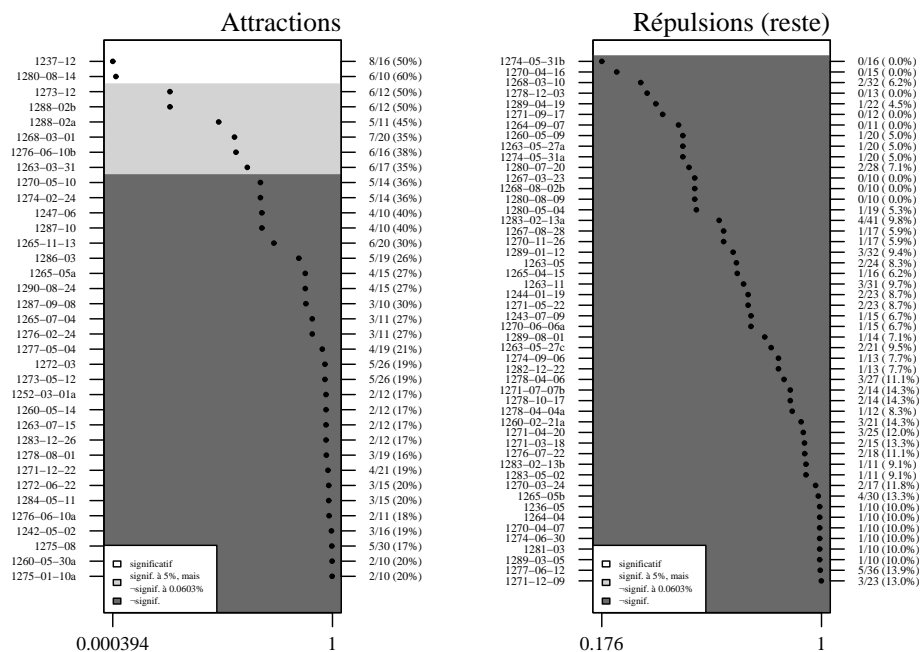 Attractions
1237−12 8/16 (50%)
1280−08−14 6/10 (60%)
1273−12 6/12 (50%)
1288−02b 6/12 (50%)
1288−02a 5/11 (45%)
1268−03−01 7/20 (35%)
1276−06−10b 6/16 (38%)
1263−03−31 6/17 (35%)
1270−05−10 5/14 (36%)
1274−02−24 5/14 (36%)
1247−06 4/10 (40%)
1287−10 4/10 (40%)
1265−11−13 6/20 (30%)
1286−03 5/19 (26%)
1265−05a 4/15 (27%)
1290−08−24 4/15 (27%)
1287−09−08 3/10 (30%)
1265−07−04 3/11 (27%)
1276−02−24 3/11 (27%)
1277−05−04 4/19 (21%)
1272−03 5/26 (19%)
1273−05−12 5/26 (19%)
1252−03−01a 2/12 (17%)
1260−05−14 2/12 (17%)
1263−07−15 2/12 (17%)
1283−12−26 2/12 (17%)
1278−08−01 3/19 (16%)
1271−12−22 4/21 (19%)
1272−06−22 3/15 (20%)
1284−05−11 3/15 (20%)
1276−06−10a 2/11 (18%)
1242−05−02 3/16 (19%)
1275−08 5/30 (17%)
1260−05−30a 2/10 (20%)
1275−01−10a 2/10 (20%)
significatif
signif. à 5%, mais
¬signif. à 0.0603%
¬signif.
0.000394 1
Répulsions (reste)
1274−05−31b 0/16 ( 0.0%)
1270−04−16 0/15 ( 0.0%)
1268−03−10 2/32 ( 6.2%)
1278−12−03 0/13 ( 0.0%)
1289−04−19 1/22 ( 4.5%)
1271−09−17 0/12 ( 0.0%)
1264−09−07 0/11 ( 0.0%)
1260−05−09 1/20 ( 5.0%)
1263−05−27a 1/20 ( 5.0%)
1274−05−31a 1/20 ( 5.0%)
1280−07−20 2/28 ( 7.1%)
1267−03−23 0/10 ( 0.0%)
1268−08−02b 0/10 ( 0.0%)
1280−08−09 0/10 ( 0.0%)
1280−05−04 1/19 ( 5.3%)
1283−02−13a 4/41 ( 9.8%)
1267−08−28 1/17 ( 5.9%)
1270−11−26 1/17 ( 5.9%)
1289−01−12 3/32 ( 9.4%)
1263−05 2/24 ( 8.3%)
1265−04−15 1/16 ( 6.2%)
1263−11 3/31 ( 9.7%)
1244−01−19 2/23 ( 8.7%)
1271−05−22 2/23 ( 8.7%)
1243−07−09 1/15 ( 6.7%)
1270−06−06a 1/15 ( 6.7%)
1289−08−01 1/14 ( 7.1%)
1263−05−27c 2/21 ( 9.5%)
1274−09−06 1/13 ( 7.7%)
1282−12−22 1/13 ( 7.7%)
1278−04−06 3/27 (11.1%)
1271−07−07b 2/14 (14.3%)
1278−10−17 2/14 (14.3%)
1278−04−04a 1/12 ( 8.3%)
1260−02−21a 3/21 (14.3%)
1271−04−20 3/25 (12.0%)
1271−03−18 2/15 (13.3%)
1276−07−22 2/18 (11.1%)
1283−02−13b 1/11 ( 9.1%)
1283−05−02 1/11 ( 9.1%)
1270−03−24 2/17 (11.8%)
1265−05b 4/30 (13.3%)
1236−05 1/10 (10.0%)
1264−04 1/10 (10.0%)
1270−04−07 1/10 (10.0%)
1274−06−30 1/10 (10.0%)
1281−03 1/10 (10.0%)
1289−03−05 1/10 (10.0%)
1277−06−12 5/36 (13.9%)
1271−12−09 3/23 (13.0%)
significatif
signif. à 5%, mais
¬signif. à 0.0603%
¬signif.
0.176 1